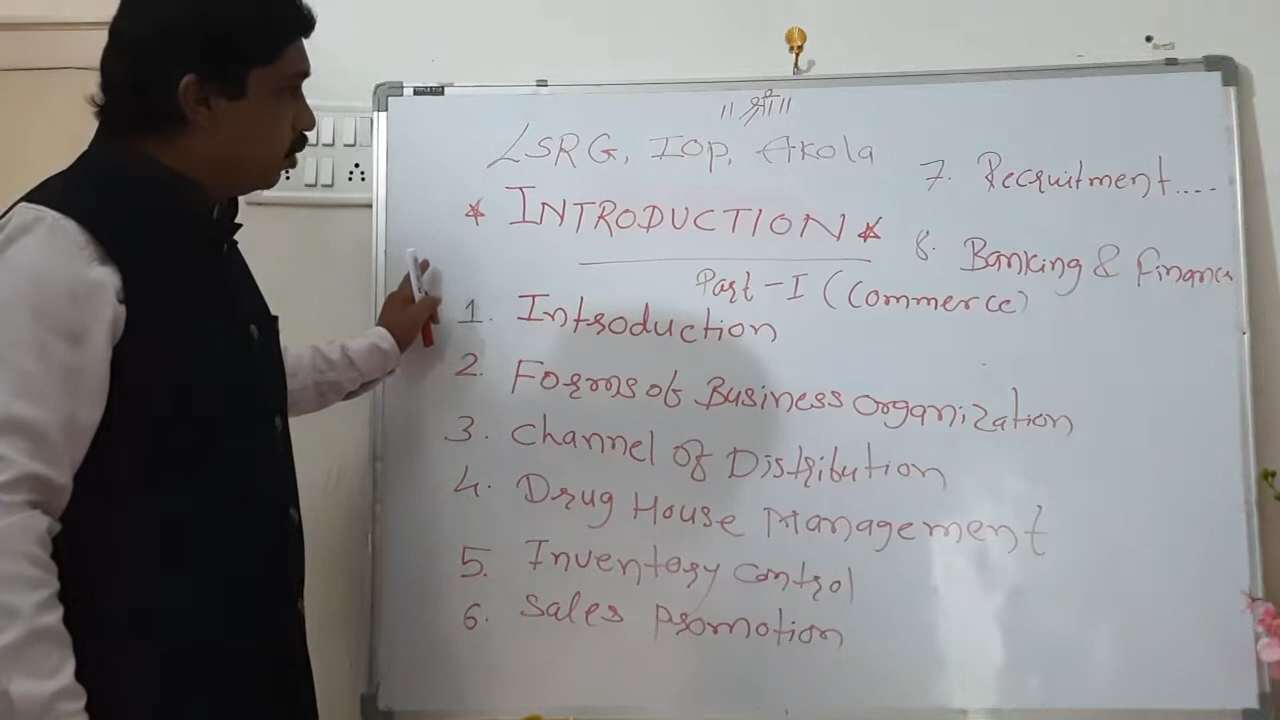 ॥ श्री ॥
LSRG, IOP, Akola
* INTRODUCTION *
Part-I (Commerce)
1. Introduction
2. Forms of Business Organization
3. Channel of Distribution
4. Drug House Management
5. Inventory control
6. Sales Promotion
7. Recruitment....
8. Banking & Finance